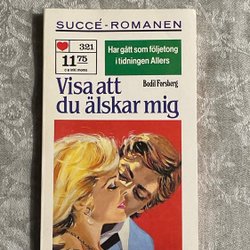 SUCCÉ-ROMANEN
321
11 75
Har gått som följetong
i tidningen Allers
Bodil Forsberg
Visa att
du älskar mig